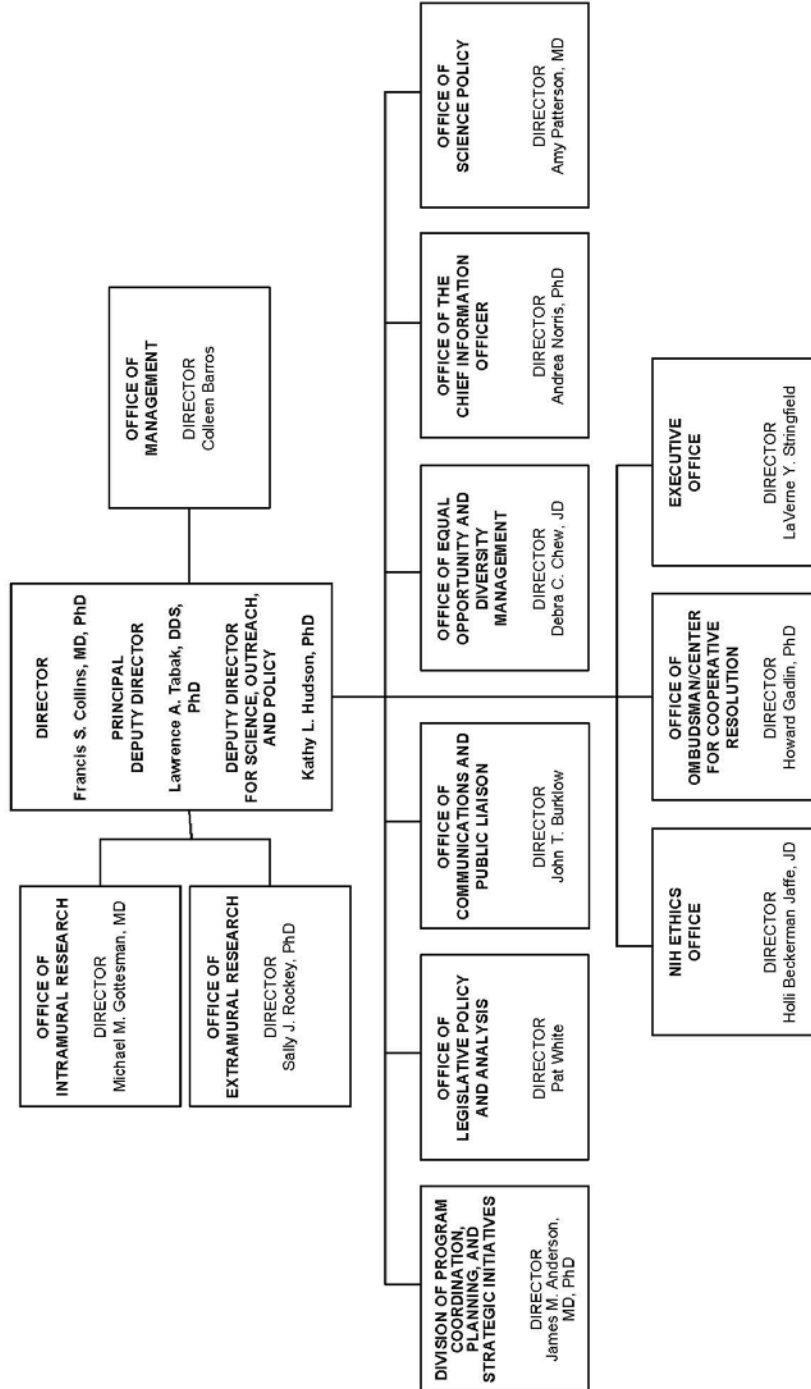 DIRECTOR
Francis S. Collins, MD, PhD
PRINCIPAL
DEPUTY DIRECTOR
Lawrence A. Tabak, DDS,
PhD
DEPUTY DIRECTOR
FOR SCIENCE, OUTREACH,
AND POLICY
Kathy L. Hudson, PhD
OFFICE OF
INTRAMURAL RESEARCH
DIRECTOR
Michael M. Gottesman, MD
OFFICE OF
EXTRAMURAL RESEARCH
DIRECTOR
Sally J. Rockey, PhD
OFFICE OF
MANAGEMENT
DIRECTOR
Colleen Barros
DIVISION OF PROGRAM
COORDINATION,
PLANNING, AND
STRATEGIC INITIATIVES
DIRECTOR
James M. Anderson,
MD, PhD
OFFICE OF
LEGISLATIVE POLICY
AND ANALYSIS
DIRECTOR
Pat White
OFFICE OF
COMMUNICATIONS AND
PUBLIC LIAISON
DIRECTOR
John T. Burklow
OFFICE OF EQUAL
OPPORTUNITY AND
DIVERSITY
MANAGEMENT
DIRECTOR
Debra C. Chew, JD
OFFICE OF THE
CHIEF INFORMATION
OFFICER
DIRECTOR
Andrea Norris, PhD
OFFICE OF
SCIENCE POLICY
DIRECTOR
Amy Patterson, MD
NIH ETHICS
OFFICE
DIRECTOR
Holli Beckerman Jaffe, JD
OFFICE OF
OMBUDSMAN/CENTER
FOR COOPERATIVE
RESOLUTION
DIRECTOR
Howard Gadlin, PhD
EXECUTIVE
OFFICE
DIRECTOR
LaVerne Y. Stringfield